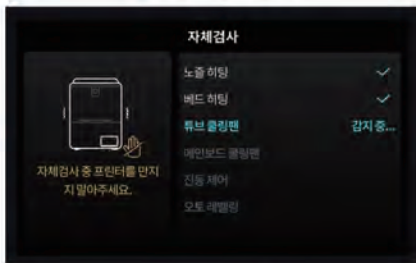 자체검사
노즐 히팅
베드 히팅
튜브 쿨링팬 감지 중...
메인보드 쿨링팬
진동 제어
오토 레벨링
자체검사 중 프린터를 만지
지 말아주세요.